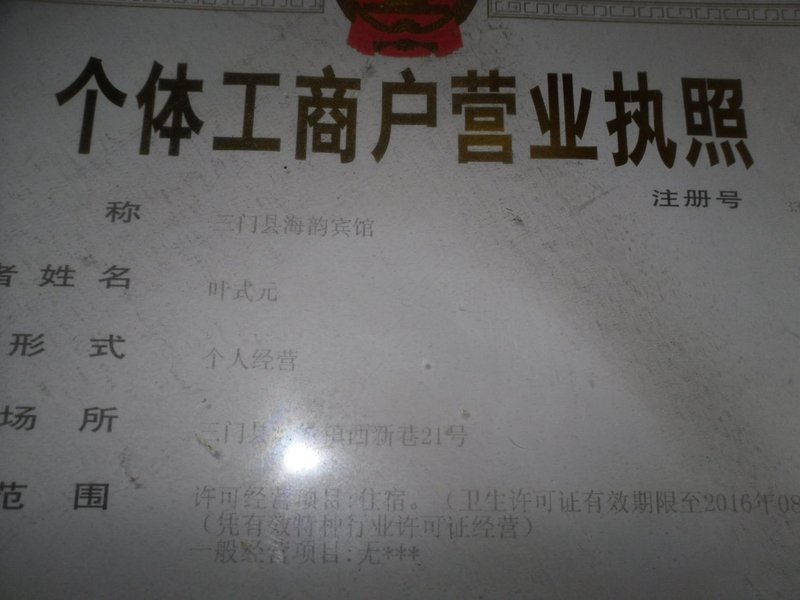 个体工商户营业执照
注册号
称 三门县海韵宾馆
者姓名 叶式元
形式 个人经营
场所 三门县 镇西新巷21号
范围 许可经营项目:住宿。(卫生许可证有效期限至2016年08
(凭有效特种行业许可证经营)
一般经营项目:无***